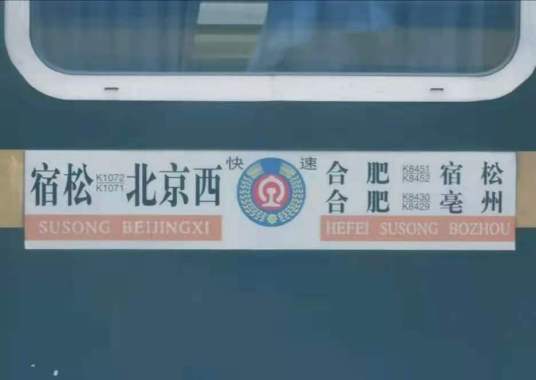 宿松 K1072 K1071 北京西
SUSONG BEIJINGXI
快速
合肥 K8451 K8452 宿松
合肥 K8430 K8429 亳州
HEFEI SUSONG BOZHOU